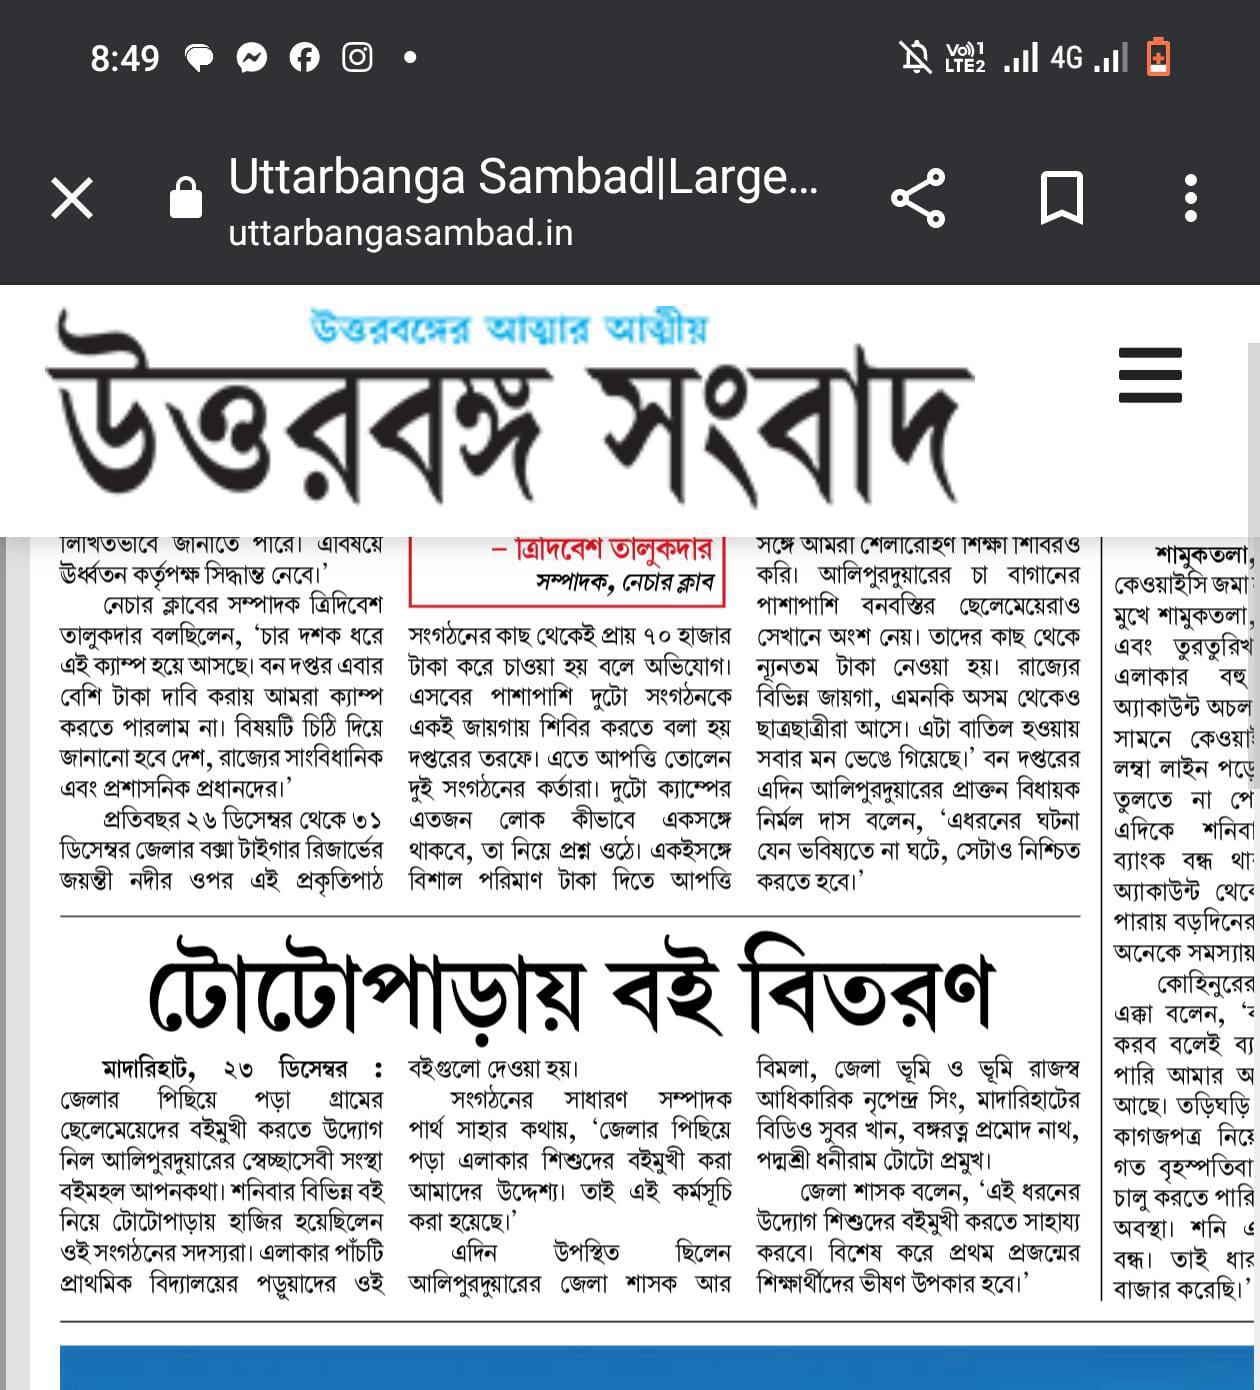 8:49
Vo)) 1
LTE2
4G
Uttarbanga Sambad|Large...
uttarbangasambad.in
উত্তরবঙ্গের আত্মার আত্মীয়
উত্তরবঙ্গ সংবাদ
লিখিতভাবে জানাতে পারে। এবিষয়ে
ঊর্ধ্বতন কর্তৃপক্ষ সিদ্ধান্ত নেবে।’
নেচার ক্লাবের সম্পাদক ত্রিদিবেশ
তালুকদার বলছিলেন, ‘চার দশক ধরে
এই ক্যাম্প হয়ে আসছে। বন দপ্তর এবার
বেশি টাকা দাবি করায় আমরা ক্যাম্প
করতে পারলাম না। বিষয়টি চিঠি দিয়ে
জানানো হবে দেশ, রাজ্যের সাংবিধানিক
এবং প্রশাসনিক প্রধানদের।’
প্রতিবছর ২৬ ডিসেম্বর থেকে ৩১
ডিসেম্বর জেলার বক্সা টাইগার রিজার্ভের
জয়ন্তী নদীর ওপর এই প্রকৃতিপাঠ
– ত্রিদিবেশ তালুকদার
সম্পাদক, নেচার ক্লাব
সংগঠনের কাছ থেকেই প্রায় ৭০ হাজার
টাকা করে চাওয়া হয় বলে অভিযোগ।
এসবের পাশাপাশি দুটো সংগঠনকে
একই জায়গায় শিবির করতে বলা হয়
দপ্তরের তরফে। এতে আপত্তি তোলেন
দুই সংগঠনের কর্তারা। দুটো ক্যাম্পের
এতজন লোক কীভাবে একসঙ্গে
থাকবে, তা নিয়ে প্রশ্ন ওঠে। একইসঙ্গে
বিশাল পরিমাণ টাকা দিতে আপত্তি
সঙ্গে আমরা শৈলারোহণ শিক্ষা শিবিরও
করি। আলিপুরদুয়ারের চা বাগানের
পাশাপাশি বনবস্তির ছেলেমেয়েরাও
সেখানে অংশ নেয়। তাদের কাছ থেকে
ন্যূনতম টাকা নেওয়া হয়। রাজ্যের
বিভিন্ন জায়গা, এমনকি অসম থেকেও
ছাত্রছাত্রীরা আসে। এটা বাতিল হওয়ায়
সবার মন ভেঙে গিয়েছে।’ বন দপ্তরের
এদিন আলিপুরদুয়ারের প্রাক্তন বিধায়ক
নির্মল দাস বলেন, ‘এধরনের ঘটনা
যেন ভবিষ্যতে না ঘটে, সেটাও নিশ্চিত
করতে হবে।’
টোটোপাড়ায় বই বিতরণ
মাদারিহাট, ২৩ ডিসেম্বর :
জেলার পিছিয়ে পড়া গ্রামের
ছেলেমেয়েদের বইমুখী করতে উদ্যোগ
নিল আলিপুরদুয়ারের স্বেচ্ছাসেবী সংস্থা
বইমহল আপনকথা। শনিবার বিভিন্ন বই
নিয়ে টোটোপাড়ায় হাজির হয়েছিলেন
ওই সংগঠনের সদস্যরা। এলাকার পাঁচটি
প্রাথমিক বিদ্যালয়ের পড়ুয়াদের ওই
বইগুলো দেওয়া হয়।
সংগঠনের সাধারণ সম্পাদক
পার্থ সাহার কথায়, ‘জেলার পিছিয়ে
পড়া এলাকার শিশুদের বইমুখী করা
আমাদের উদ্দেশ্য। তাই এই কর্মসূচি
করা হয়েছে।’
এদিন উপস্থিত ছিলেন
আলিপুরদুয়ারের জেলা শাসক আর
বিমলা, জেলা ভূমি ও ভূমি রাজস্ব
আধিকারিক নৃপেন্দ্র সিং, মাদারিহাটের
বিডিও সুবর খান, বঙ্গরত্ন প্রমোদ নাথ,
পদ্মশ্রী ধনীরাম টোটো প্রমুখ।
জেলা শাসক বলেন, ‘এই ধরনের
উদ্যোগ শিশুদের বইমুখী করতে সাহায্য
করবে। বিশেষ করে প্রথম প্রজন্মের
শিক্ষার্থীদের ভীষণ উপকার হবে।’
শামুকতলা,
কেওয়াইসি জমা
মুখে শামুকতলা,
এবং
এলাকার বহু
অ্যাকাউন্ট অচল
সামনে
লম্বা লাইন
তুলতে না
এদিকে
ব্যাংক বন্ধ
অ্যাকাউন্ট
পারায় বড়দিনের
অনেকে সমস্যায়
কোহিনুরের
এক্কা বলেন,
করব বলেই
পারি আমার
আছে। তড়িঘড়ি
কাগজপত্র
গত
চালু করতে
অবস্থা। শনি
বন্ধ। তাই
বাজার করেছি।’